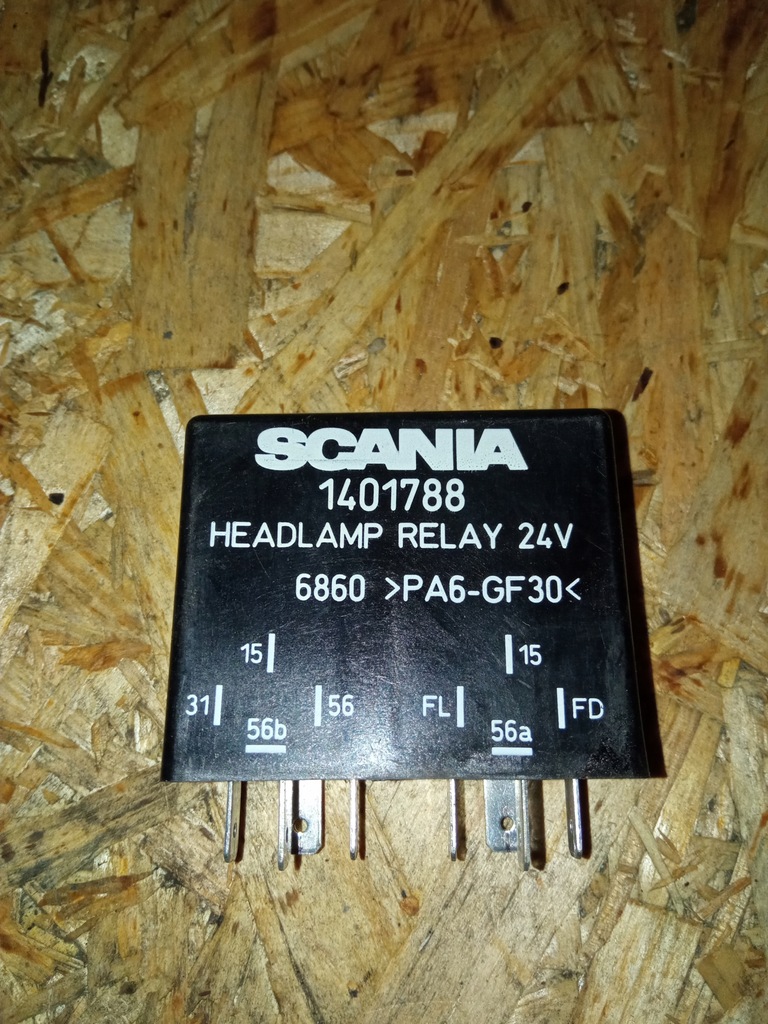 SCANIA
1401788
HEADLAMP RELAY 24V
6860 >PA6-GF30<
15 15
31 56 FL FD
56b 56a